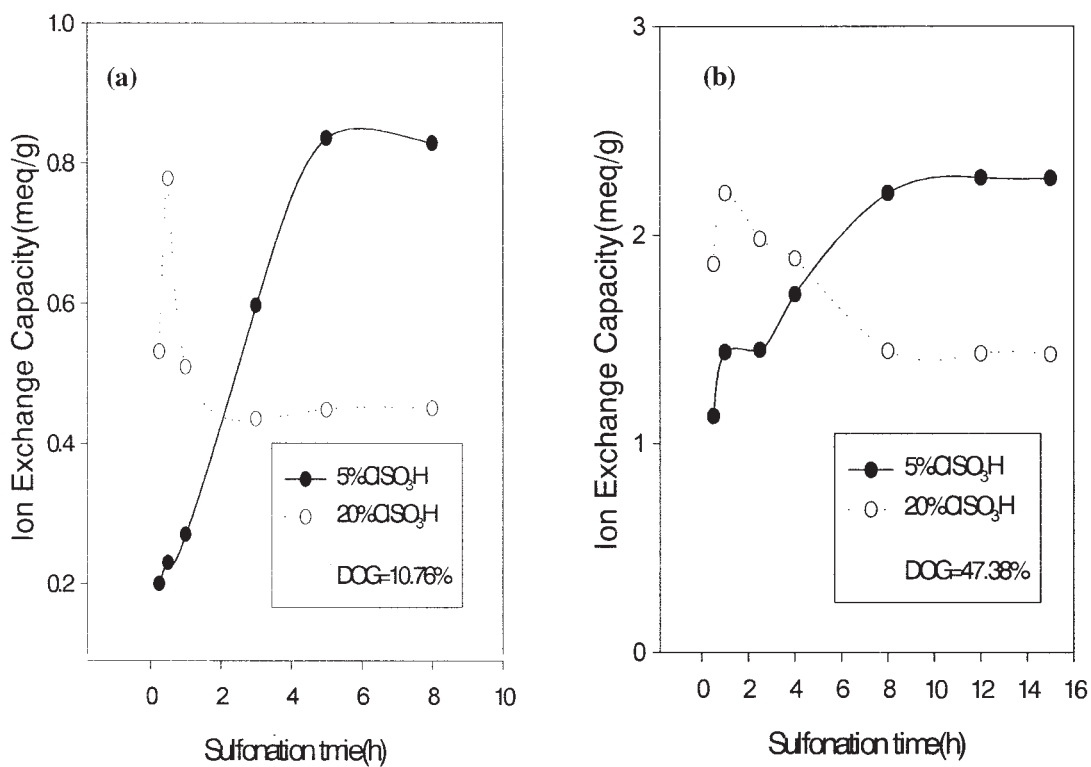 (a)
Ion Exchange Capacity(meq/g)
1.0
0.8
0.6
0.4
0.2
5%ClSO3H
20%ClSO3H
DOG=10.76%
0 2 4 6 8 10
Sulfonation tmie(h)
(b)
Ion Exchange Capacity(meq/g)
3
2
1
0
5%ClSO3H
20%ClSO3H
DOG=47.38%
0 2 4 6 8 10 12 14 16
Sulfonation time(h)